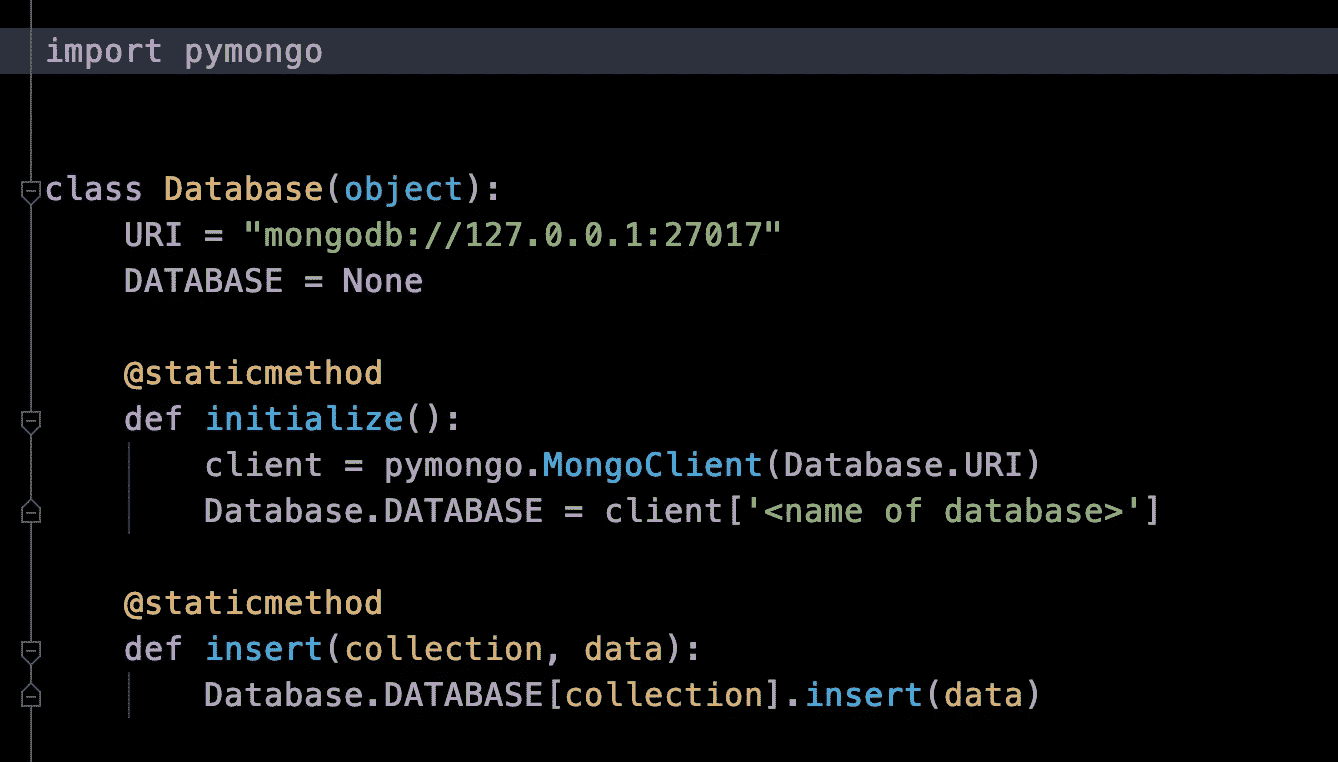 import pymongo
class Database(object):
    URI = "mongodb://127.0.0.1:27017"
    DATABASE = None
    @staticmethod
    def initialize():
        client = pymongo.MongoClient(Database.URI)
        Database.DATABASE = client['<name of database>']
    @staticmethod
    def insert(collection, data):
        Database.DATABASE[collection].insert(data)